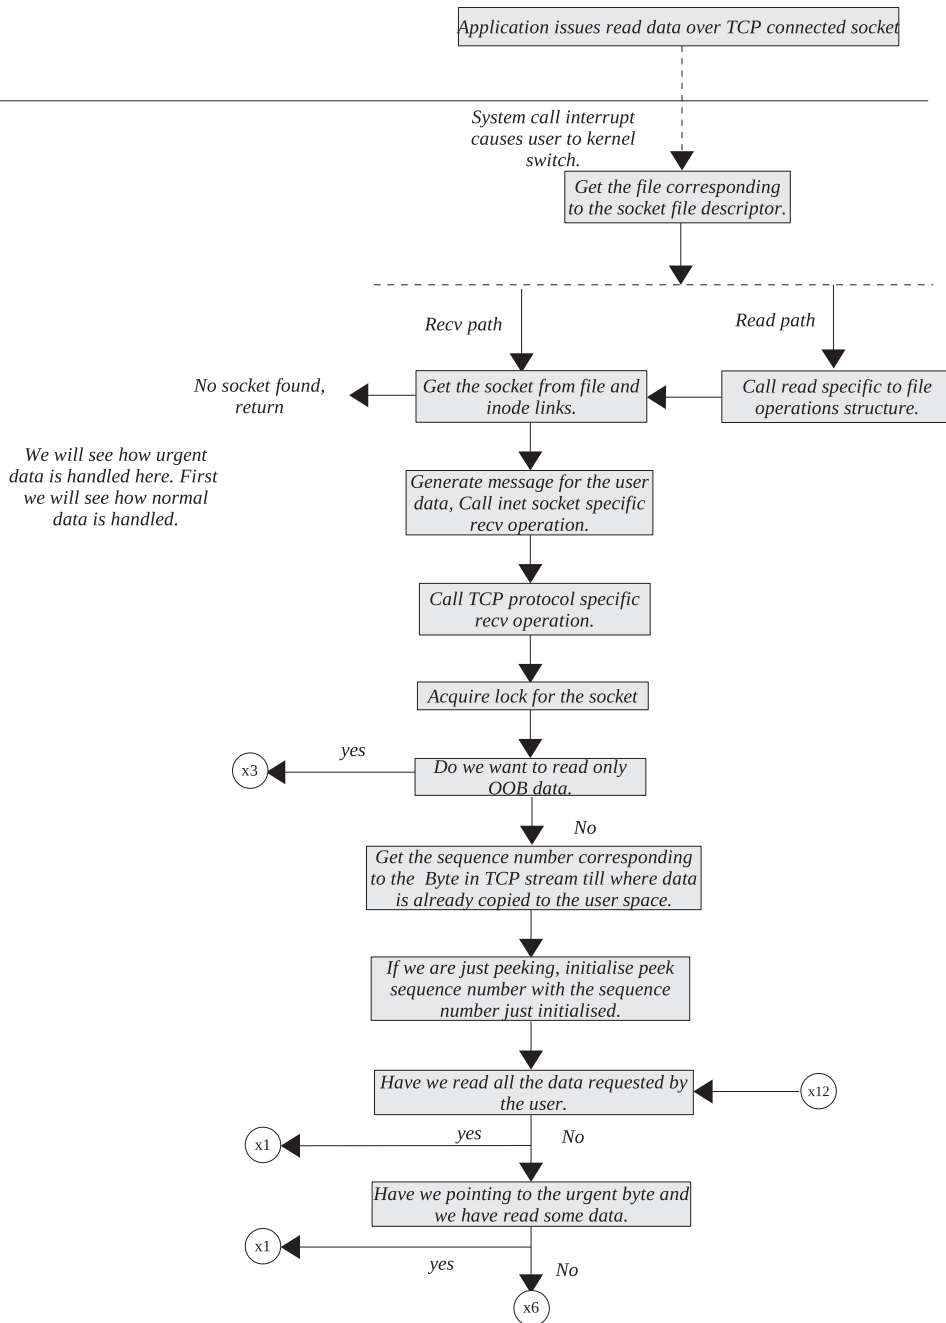 Application issues read data over TCP connected socket
System call interrupt
causes user to kernel
switch.
Get the file corresponding
to the socket file descriptor.
Recv path
Read path
No socket found,
return
Get the socket from file and
inode links.
Call read specific to file
operations structure.
We will see how urgent
data is handled here. First
we will see how normal
data is handled.
Generate message for the user
data, Call inet socket specific
recv operation.
Call TCP protocol specific
recv operation.
Acquire lock for the socket
yes
x3
Do we want to read only
OOB data.
No
Get the sequence number corresponding
to the Byte in TCP stream till where data
is already copied to the user space.
If we are just peeking, initialise peek
sequence number with the sequence
number just initialised.
Have we read all the data requested by
the user.
x12
yes
No
x1
Have we pointing to the urgent byte and
we have read some data.
x1
yes
No
x6